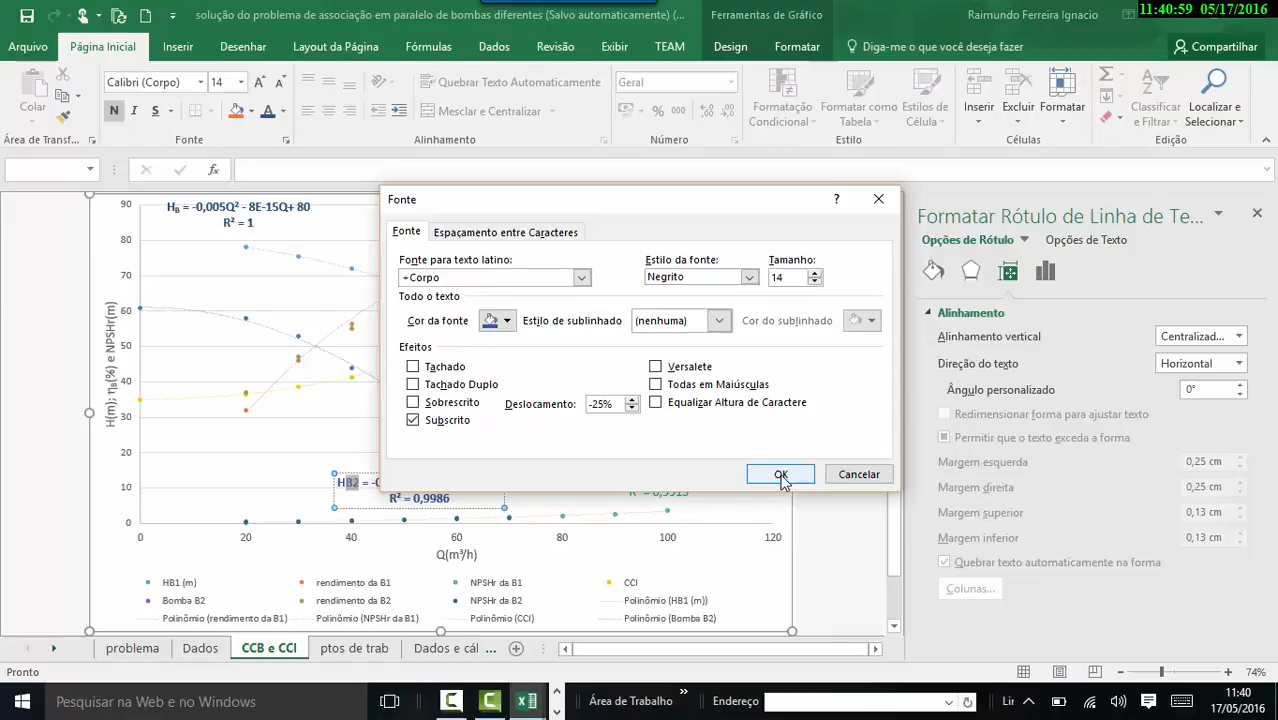 11:40:59 05/17/2016
solução do problema de associação em paralelo de bombas diferentes (Salvo automaticamente) (...
Ferramentas de Gráfico
Raimundo Ferreira Ignacio
Arquivo
Página Inicial
Inserir
Desenhar
Layout da Página
Fórmulas
Dados
Revisão
Exibir
TEAM
Design
Formatar
Diga-me o que você deseja fazer
Compartilhar
Colar
Calibri (Corpo)
14
N I S
Quebrar Texto Automaticamente
Mesclar e Centralizar
Geral
% 000
Formatação Condicional
Formatar como Tabela
Estilos de Célula
Inserir
Excluir
Formatar
Classificar e Filtrar
Localizar e Selecionar
Área de Transf...
Fonte
Alinhamento
Número
Estilo
Células
Edição
fx
HB = -0,005Q² - 8E-15Q+ 80
R² = 1
H(m); ηB(%) e NPSHr(m)
90
80
70
60
50
40
30
20
10
0
HB2 = -0
R² = 0,9986
0 20 40 60 80 100 120
Q(m³/h)
HB1 (m)
rendimento da B1
NPSHr da B1
CCI
Bomba B2
rendimento da B2
NPSHr da B2
Polinômio (HB1 (m))
Polinômio (rendimento da B1)
Polinômio (NPSHr da B1)
Polinômio (CCI)
Polinômio (Bomba B2)
Fonte
?
Fonte
Espaçamento entre Caracteres
Fonte para texto latino:
Estilo da fonte:
Tamanho:
+Corpo
Negrito
14
Todo o texto
Cor da fonte
Estilo de sublinhado
(nenhuma)
Cor do sublinhado
Efeitos
Tachado
Versalete
Tachado Duplo
Todas em Maiúsculas
Sobrescrito
Deslocamento:
-25%
Equalizar Altura de Caractere
Subscrito
OK
Cancelar
Formatar Rótulo de Linha de Te...
Opções de Rótulo
Opções de Texto
Alinhamento
Alinhamento vertical
Centralizad...
Direção do texto
Horizontal
Ângulo personalizado
0°
Redimensionar forma para ajustar texto
Permitir que o texto exceda a forma
Margem esquerda
0,25 cm
Margem direita
0,25 cm
Margem superior
0,13 cm
Margem inferior
0,13 cm
Quebrar texto automaticamente na forma
Colunas...
problema
Dados
CCB e CCI
ptos de trab
Dados e cál ...
Pronto
74%
Pesquisar na Web e no Windows
Área de Trabalho
Endereço
11:40
17/05/2016